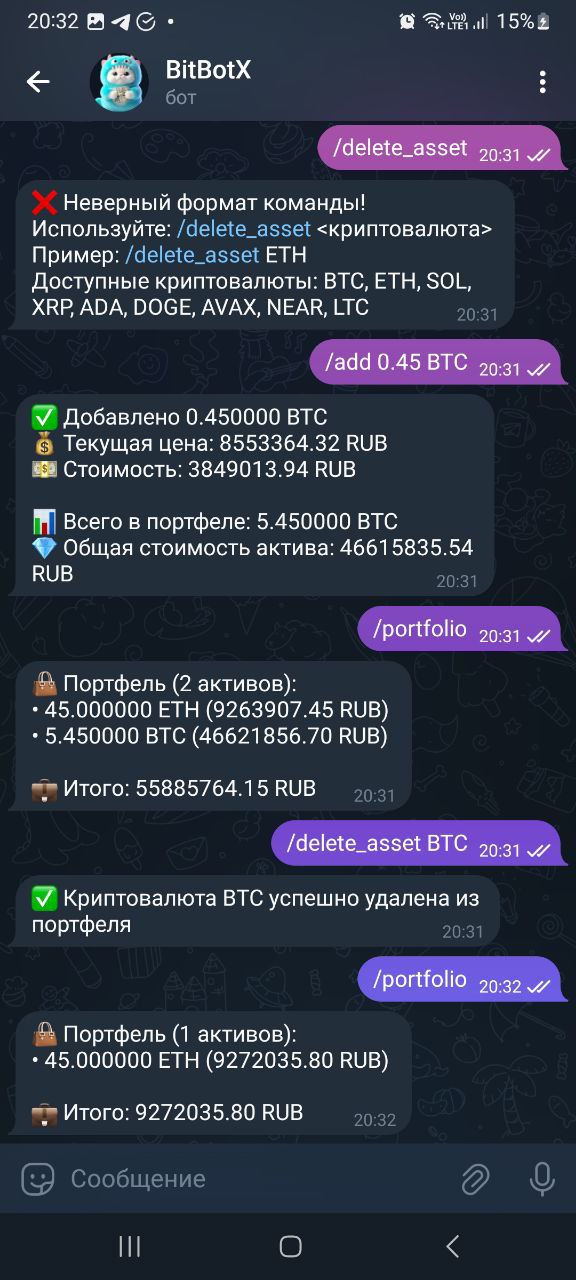 20:32
Vo)) LTE1 15%
BitBotX
бот
/delete_asset 20:31
❌ Неверный формат команды!
Используйте: /delete_asset <криптовалюта>
Пример: /delete_asset ETH
Доступные криптовалюты: BTC, ETH, SOL,
XRP, ADA, DOGE, AVAX, NEAR, LTC
20:31
/add 0.45 BTC 20:31
✅ Добавлено 0.450000 BTC
💰 Текущая цена: 8553364.32 RUB
💵 Стоимость: 3849013.94 RUB
📊 Всего в портфеле: 5.450000 BTC
💎 Общая стоимость актива: 46615835.54
RUB
20:31
/portfolio 20:31
👜 Портфель (2 активов):
• 45.000000 ETH (9263907.45 RUB)
• 5.450000 BTC (46621856.70 RUB)
💼 Итого: 55885764.15 RUB
20:31
/delete_asset BTC 20:31
✅ Криптовалюта BTC успешно удалена из
портфеля
20:31
/portfolio 20:32
👜 Портфель (1 активов):
• 45.000000 ETH (9272035.80 RUB)
💼 Итого: 9272035.80 RUB
20:32
Сообщение